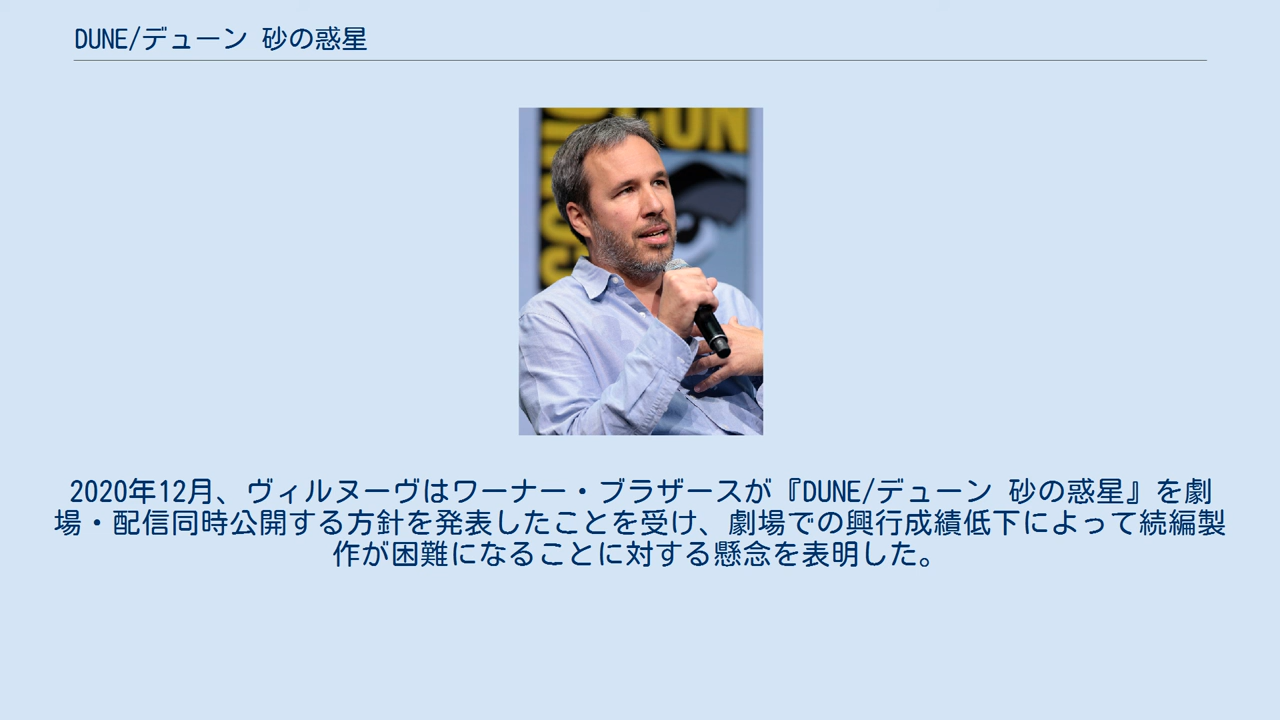 DUNE/デューン 砂の惑星
CON
2020年12月、ヴィルヌーヴはワーナー・ブラザースが『DUNE/デューン 砂の惑星』を劇
場・配信同時公開する方針を発表したことを受け、劇場での興行成績低下によって続編製
作が困難になることに対する懸念を表明した。